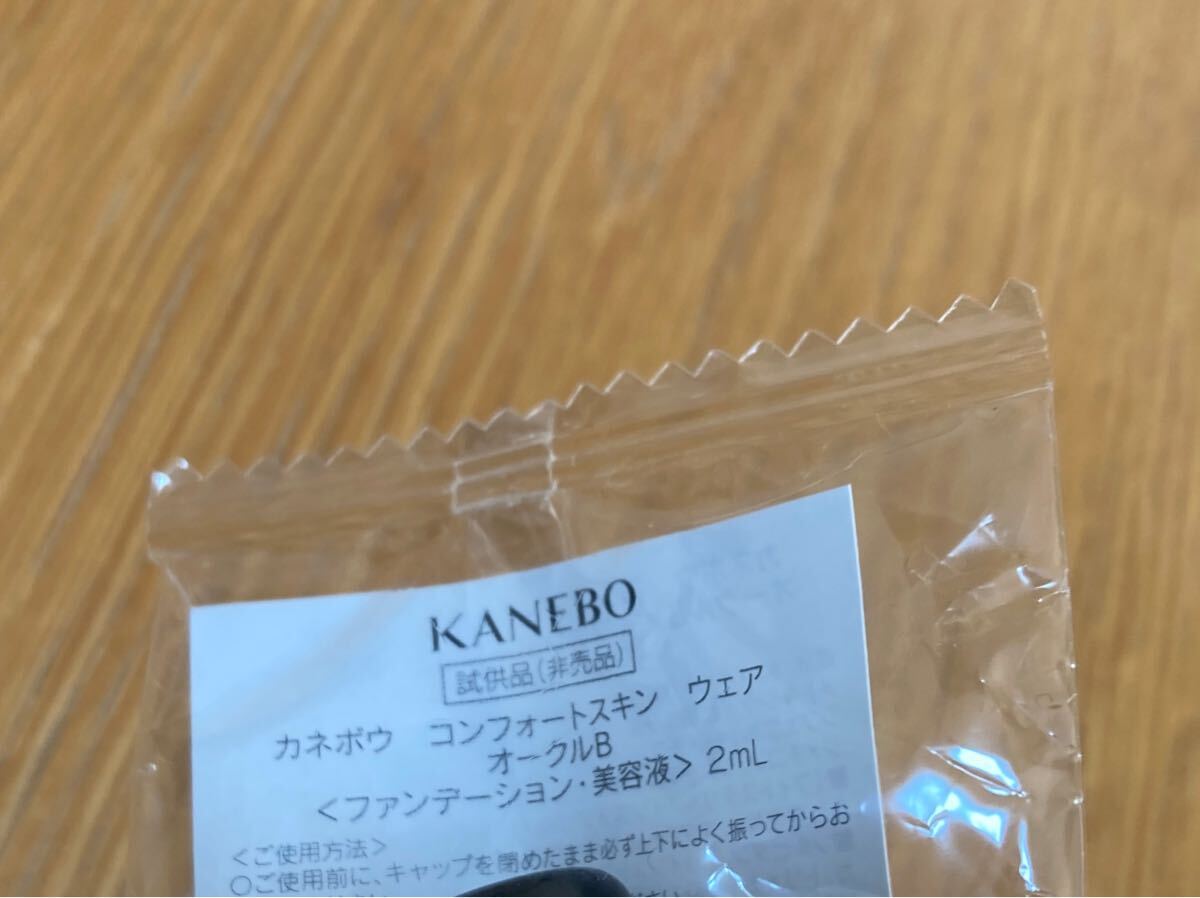 KANEBO
試供品(非売品)
カネボウ コンフォートスキン ウェア
オークルB
<ファンデーション・美容液> 2mL
<ご使用方法>
○ご使用前に、キャップを閉めたまま必ず上下によく振ってからお